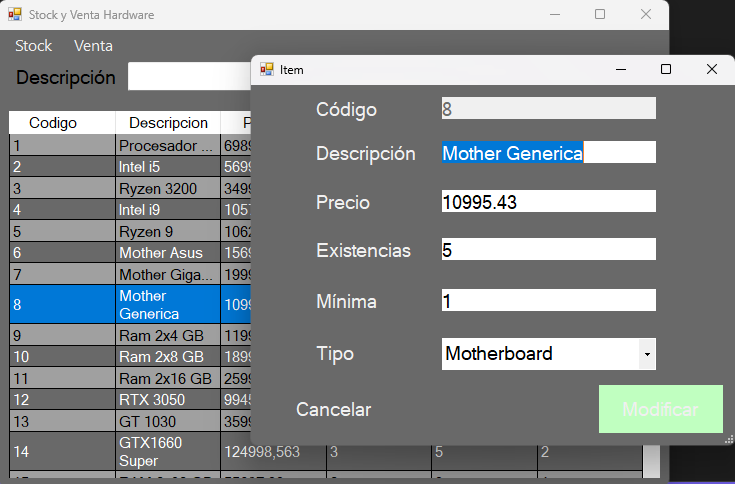 Stock y Venta Hardware
Stock Venta
Descripción
Codigo Descripcion P
1 Procesador ... 6989
2 Intel i5 5699
3 Ryzen 3200 3499
4 Intel i9 1057
5 Ryzen 9 1062
6 Mother Asus 1569
7 Mother Giga... 1999
8 Mother Generica 1099
9 Ram 2x4 GB 1199
10 Ram 2x8 GB 1899
11 Ram 2x16 GB 2599
12 RTX 3050 9945
13 GT 1030 3599
14 GTX1660 Super 124998,563 3 5 2
Item
Código 8
Descripción Mother Generica
Precio 10995.43
Existencias 5
Mínima 1
Tipo Motherboard
Cancelar Modificar